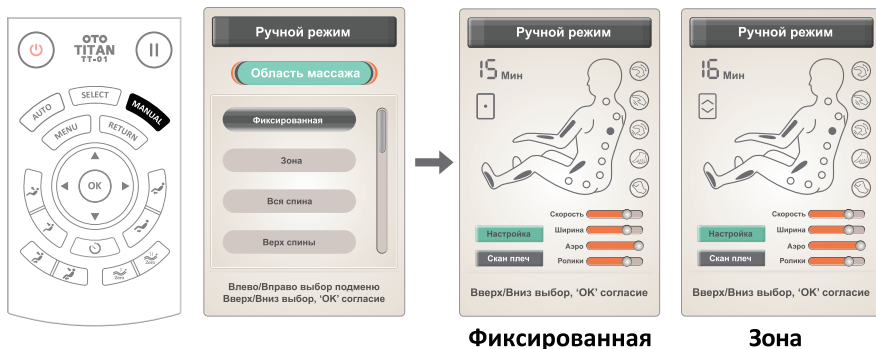 OTO
TITAN
TT-01
AUTO
SELECT
MANUAL
MENU
RETURN
OK
Zero
Zero
Ручной режим
Область массажа
Фиксированная
Зона
Вся спина
Верх спины
Влево/Вправо выбор подменю
Вверх/Вниз выбор, ‘OK’ согласие
Ручной режим
15 Мин
Скорость
Ширина
Аэро
Ролики
Настройка
Скан плеч
Вверх/Вниз выбор, ‘OK’ согласие
Фиксированная
Ручной режим
16 Мин
Скорость
Ширина
Аэро
Ролики
Настройка
Скан плеч
Вверх/Вниз выбор, ‘OK’ согласие
Зона